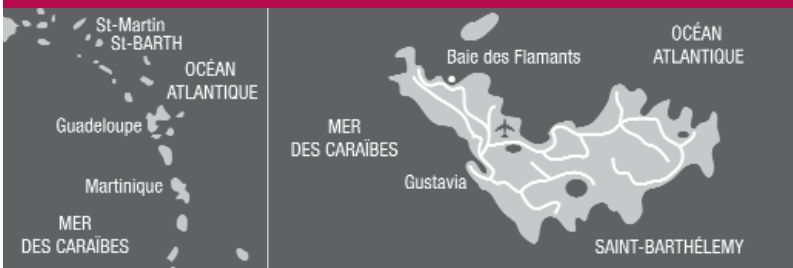 St-Martin
St-BARTH
OCÉAN
ATLANTIQUE
Guadeloupe
Martinique
MER
DES CARAÏBES
Baie des Flamants
OCÉAN
ATLANTIQUE
MER
DES CARAÏBES
Gustavia
SAINT-BARTHÉLEMY